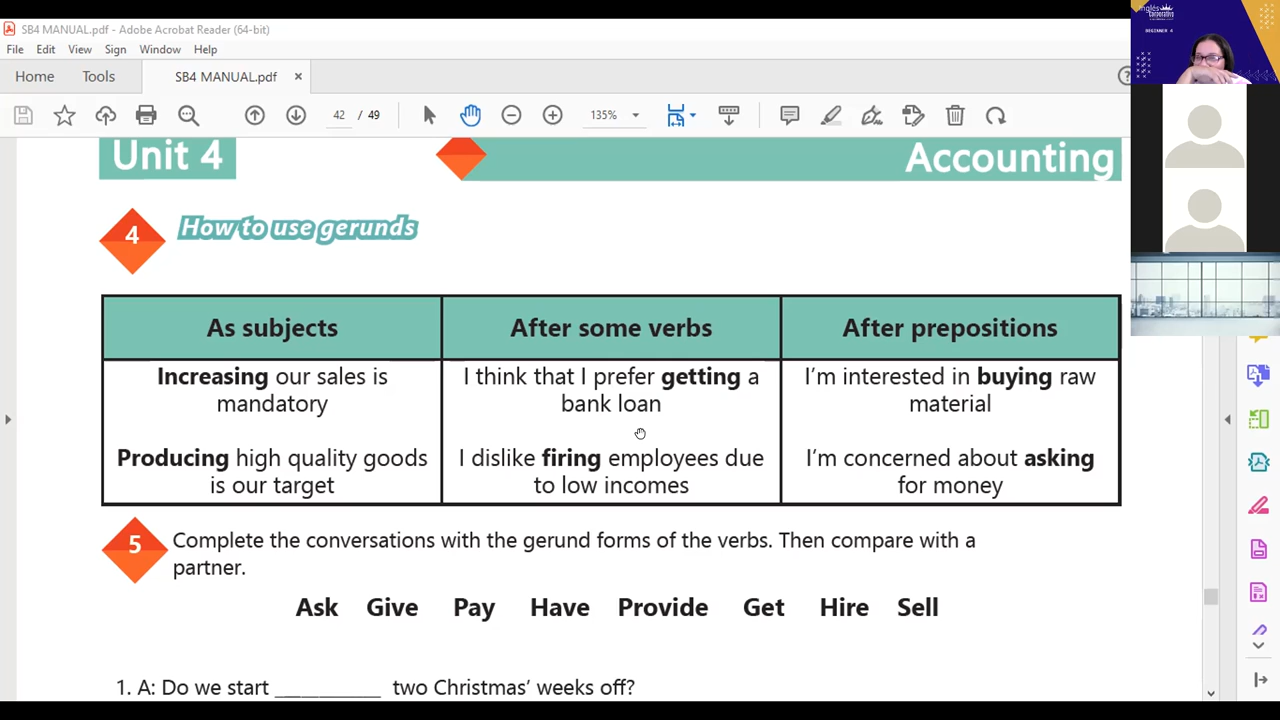 SB4 MANUAL.pdf - Adobe Acrobat Reader (64-bit)
File Edit View Sign Window Help
Home Tools SB4 MANUAL.pdf ×
42 / 49 135%
Unit 4 Accounting
4 How to use gerunds
As subjects After some verbs After prepositions
Increasing our sales is I think that I prefer getting a I'm interested in buying raw
mandatory bank loan material
Producing high quality goods I dislike firing employees due I'm concerned about asking
is our target to low incomes for money
5 Complete the conversations with the gerund forms of the verbs. Then compare with a
partner.
Ask Give Pay Have Provide Get Hire Sell
1. A: Do we start __________ two Christmas' weeks off?
inglés
corporativo
BEGINNER 4